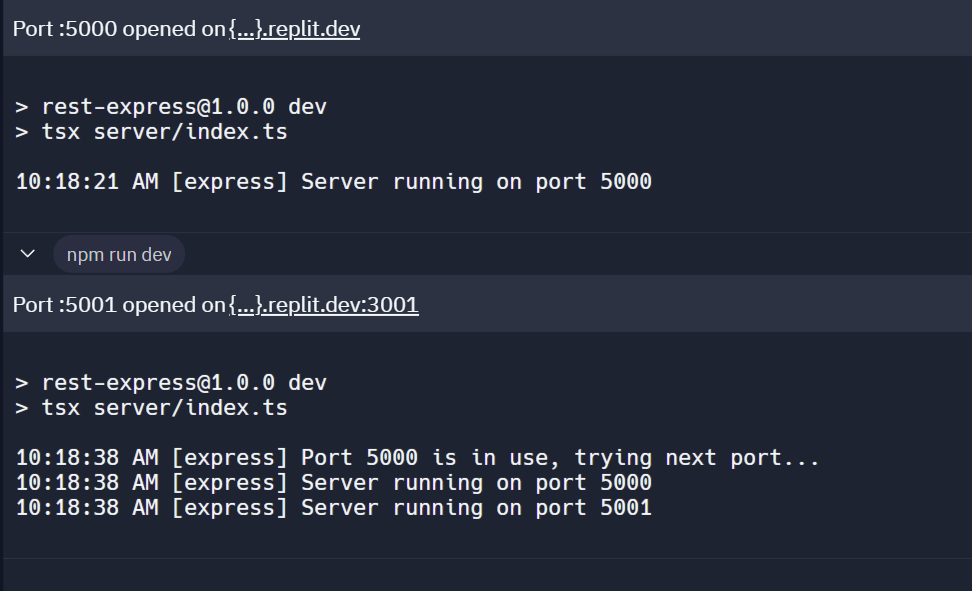 Port :5000 opened on {...}.replit.dev
> rest-express@1.0.0 dev
> tsx server/index.ts
10:18:21 AM [express] Server running on port 5000
npm run dev
Port :5001 opened on {...}.replit.dev:3001
> rest-express@1.0.0 dev
> tsx server/index.ts
10:18:38 AM [express] Port 5000 is in use, trying next port...
10:18:38 AM [express] Server running on port 5000
10:18:38 AM [express] Server running on port 5001